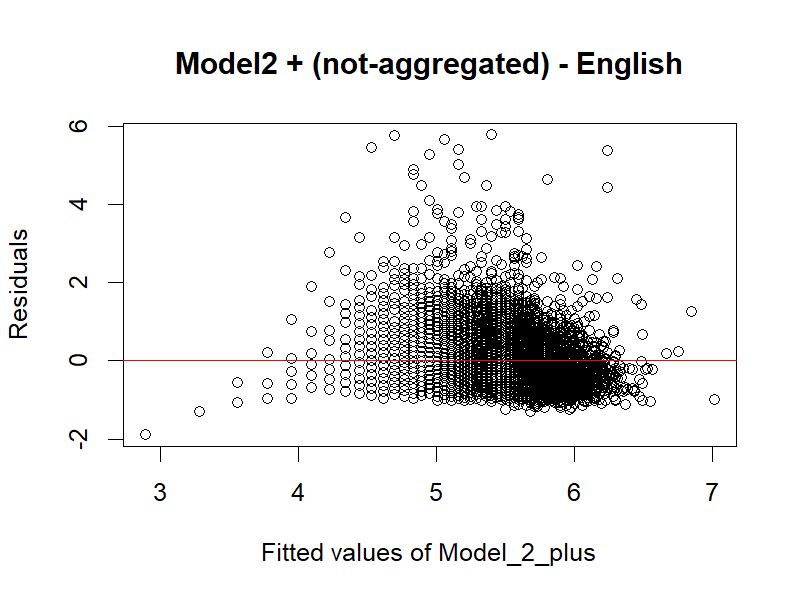 Model2 + (not-aggregated) - English
Residuals
6
4
2
0
-2
3 4 5 6 7
Fitted values of Model_2_plus